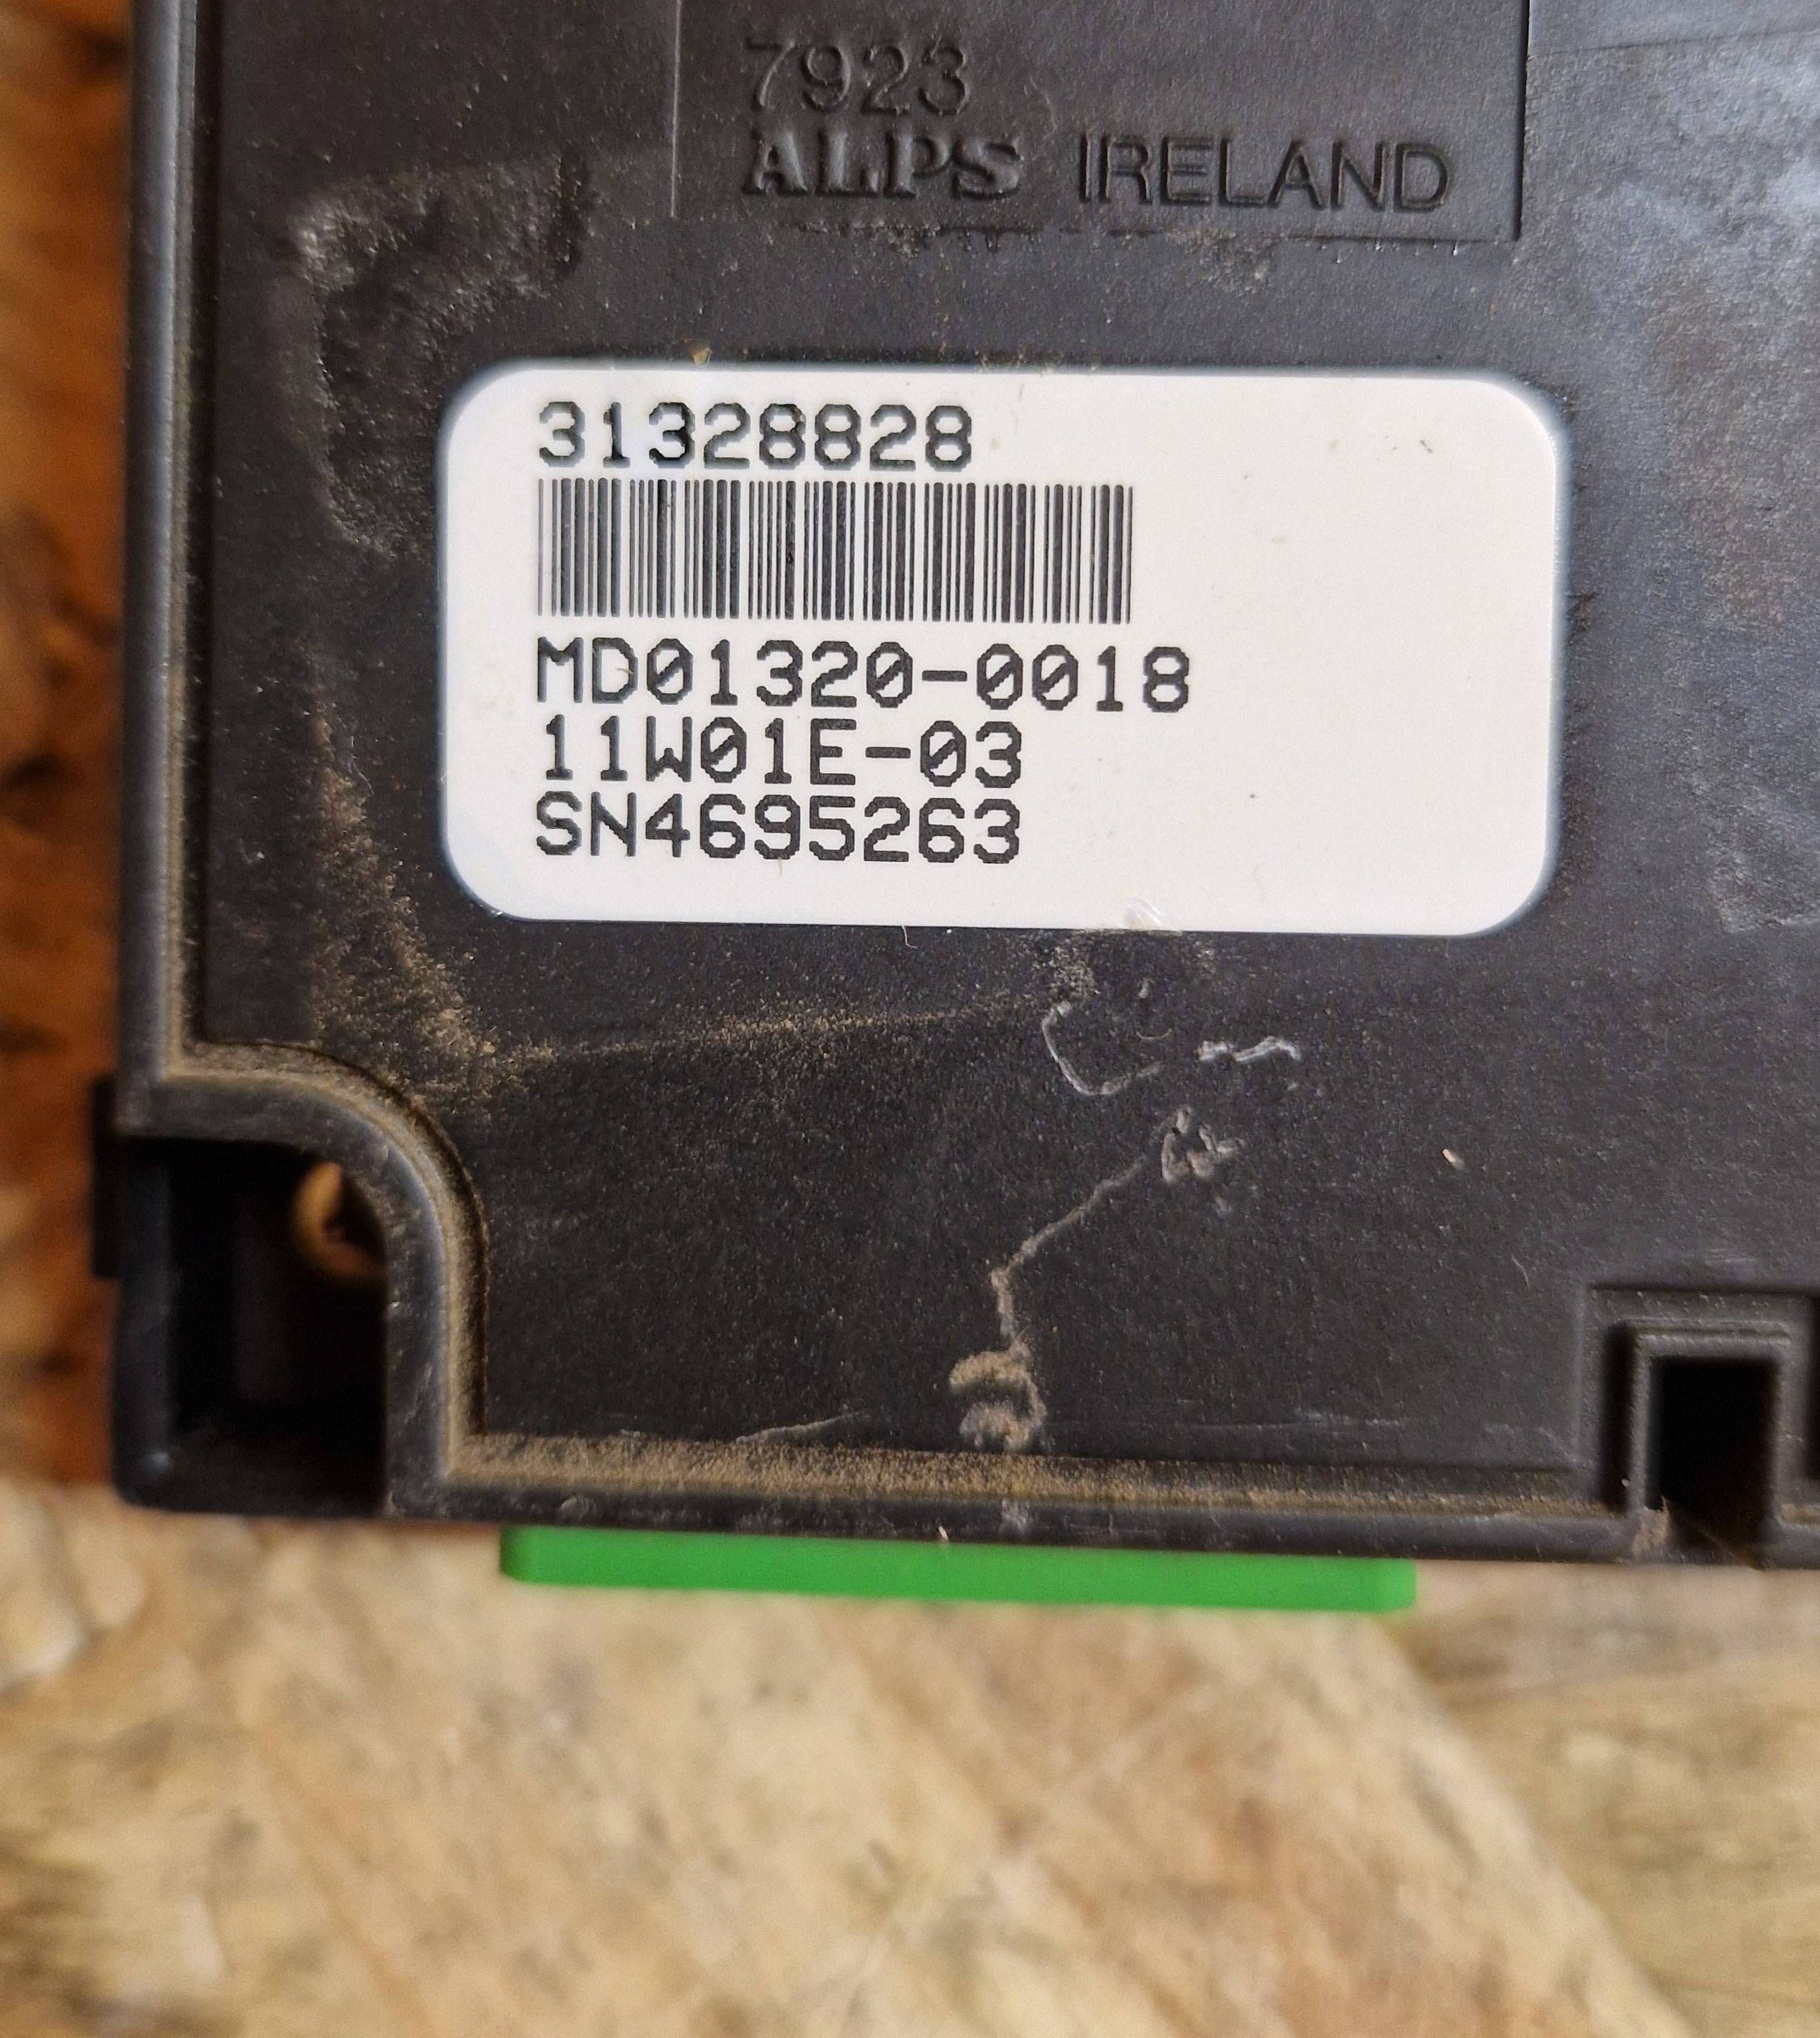 7923
ALPS IRELAND
31328828
MD01320-0018
11W01E-03
SN4695263